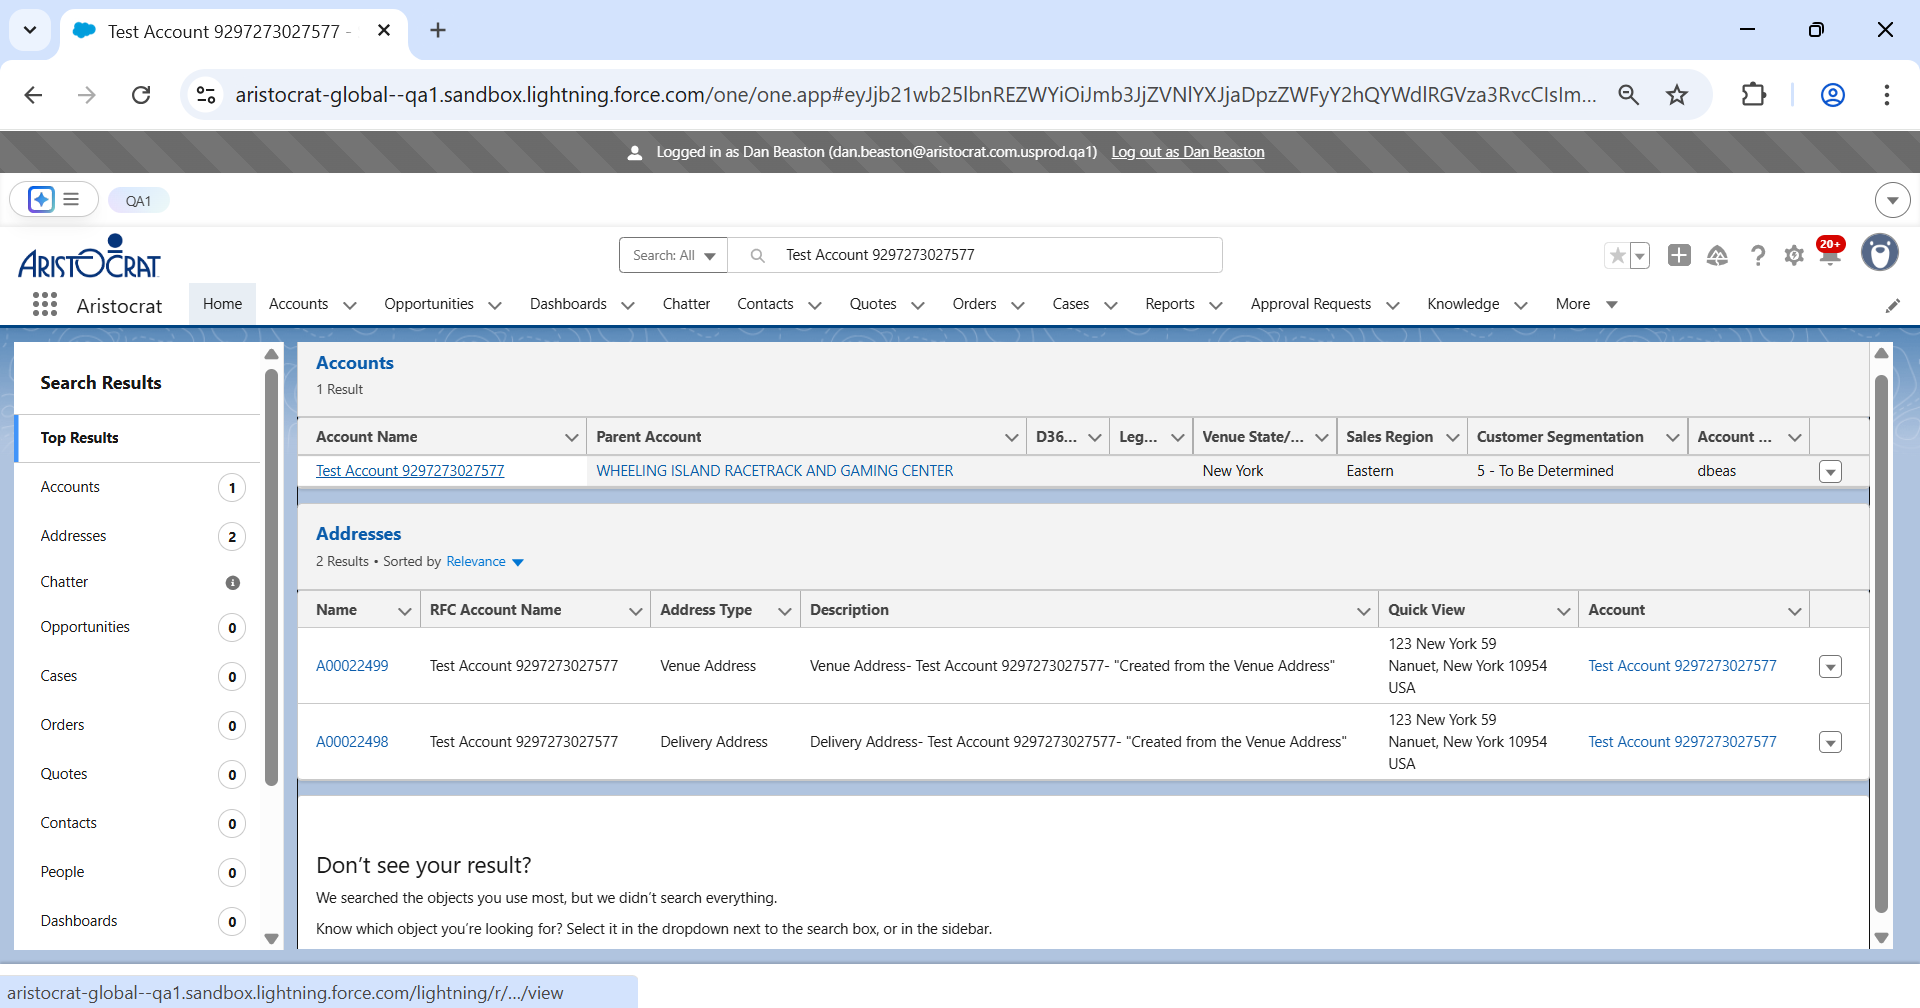 Test Account 9297273027577 -
aristocrat-global--qa1.sandbox.lightning.force.com/one/one.app#eyJjb21wb25lbnREZWYiOiJmb3JjZVNlYXJjaDpzZWFyY2hQYWdlRGVza3RvcCIsIm...
Logged in as Dan Beaston (dan.beaston@aristocrat.com.usprod.qa1) Log out as Dan Beaston
QA1
ARISTOCRAT
Search: All
Test Account 9297273027577
20+
Aristocrat
Home Accounts Opportunities Dashboards Chatter Contacts Quotes Orders Cases Reports Approval Requests Knowledge More
Search Results
Top Results
Accounts 1
Addresses 2
Chatter
Opportunities 0
Cases 0
Orders 0
Quotes 0
Contacts 0
People 0
Dashboards 0
Accounts
1 Result
Account Name Parent Account D36... Leg... Venue State/... Sales Region Customer Segmentation Account ...
Test Account 9297273027577 WHEELING ISLAND RACETRACK AND GAMING CENTER New York Eastern 5 - To Be Determined dbeas
Addresses
2 Results • Sorted by Relevance
Name RFC Account Name Address Type Description Quick View Account
A00022499 Test Account 9297273027577 Venue Address Venue Address- Test Account 9297273027577- "Created from the Venue Address"
123 New York 59
Nanuet, New York 10954
USA
Test Account 9297273027577
A00022498 Test Account 9297273027577 Delivery Address Delivery Address- Test Account 9297273027577- "Created from the Venue Address"
123 New York 59
Nanuet, New York 10954
USA
Test Account 9297273027577
Don't see your result?
We searched the objects you use most, but we didn't search everything.
Know which object you're looking for? Select it in the dropdown next to the search box, or in the sidebar.
aristocrat-global--qa1.sandbox.lightning.force.com/lightning/r/.../view